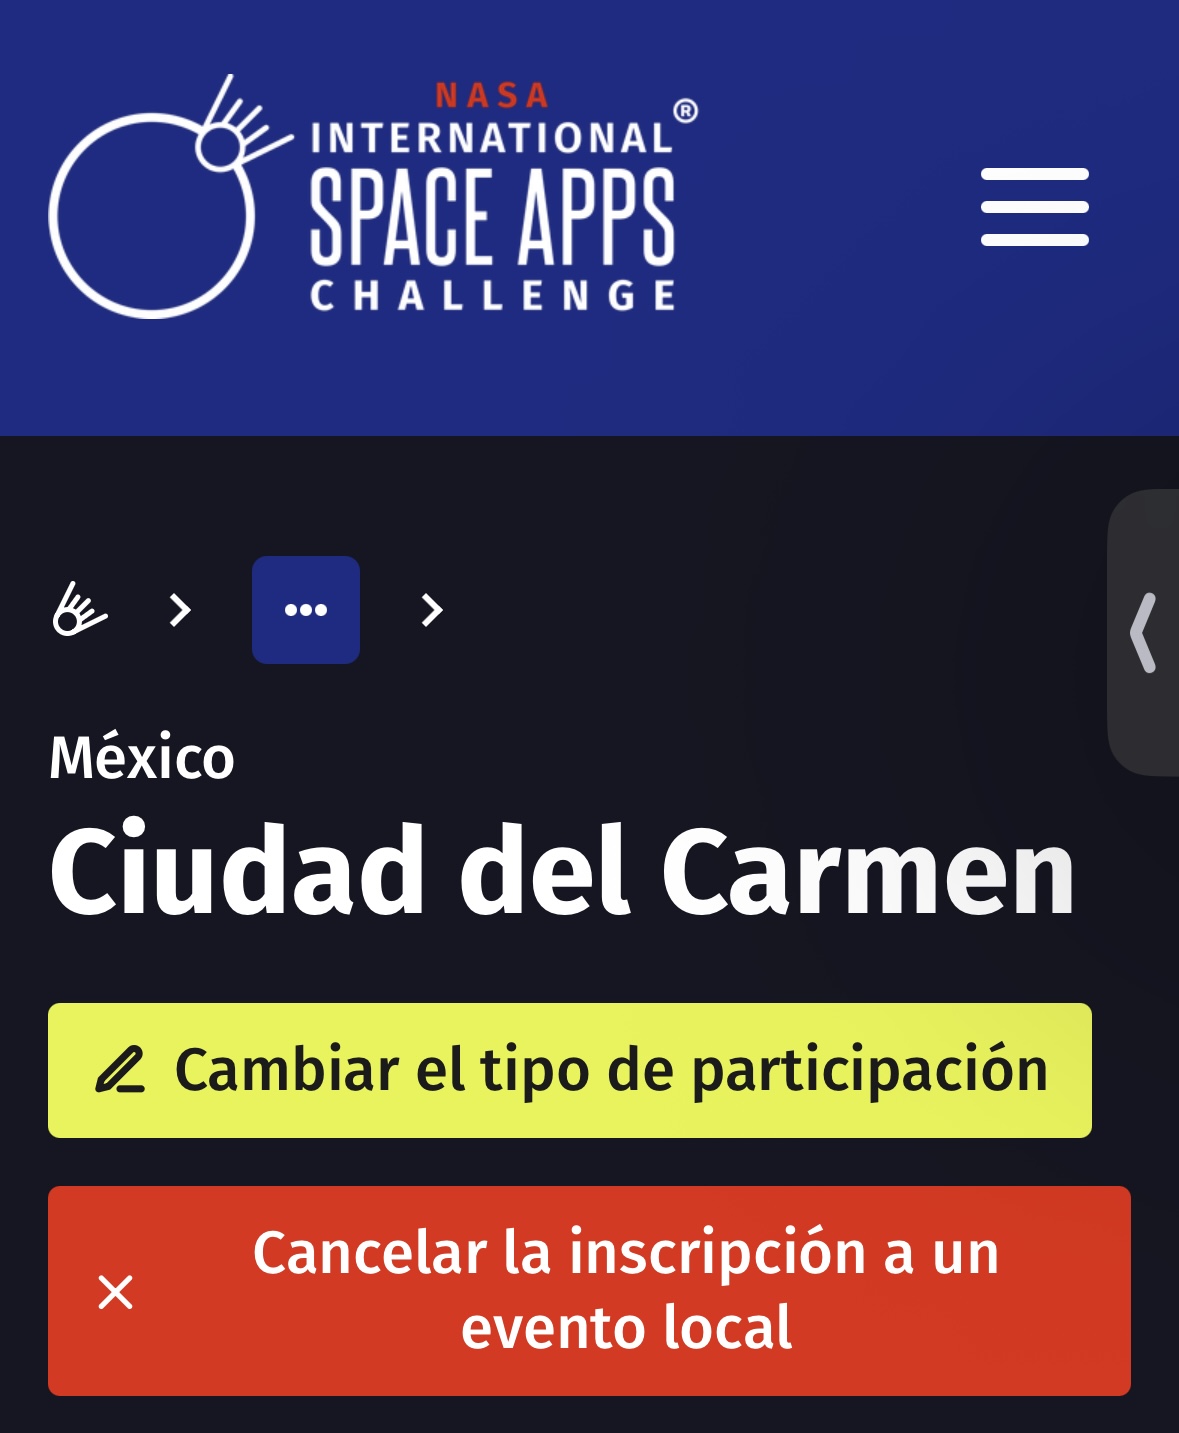 NASA
INTERNATIONAL®
SPACE APPS
CHALLENGE
México
Ciudad del Carmen
Cambiar el tipo de participación
Cancelar la inscripción a un
evento local